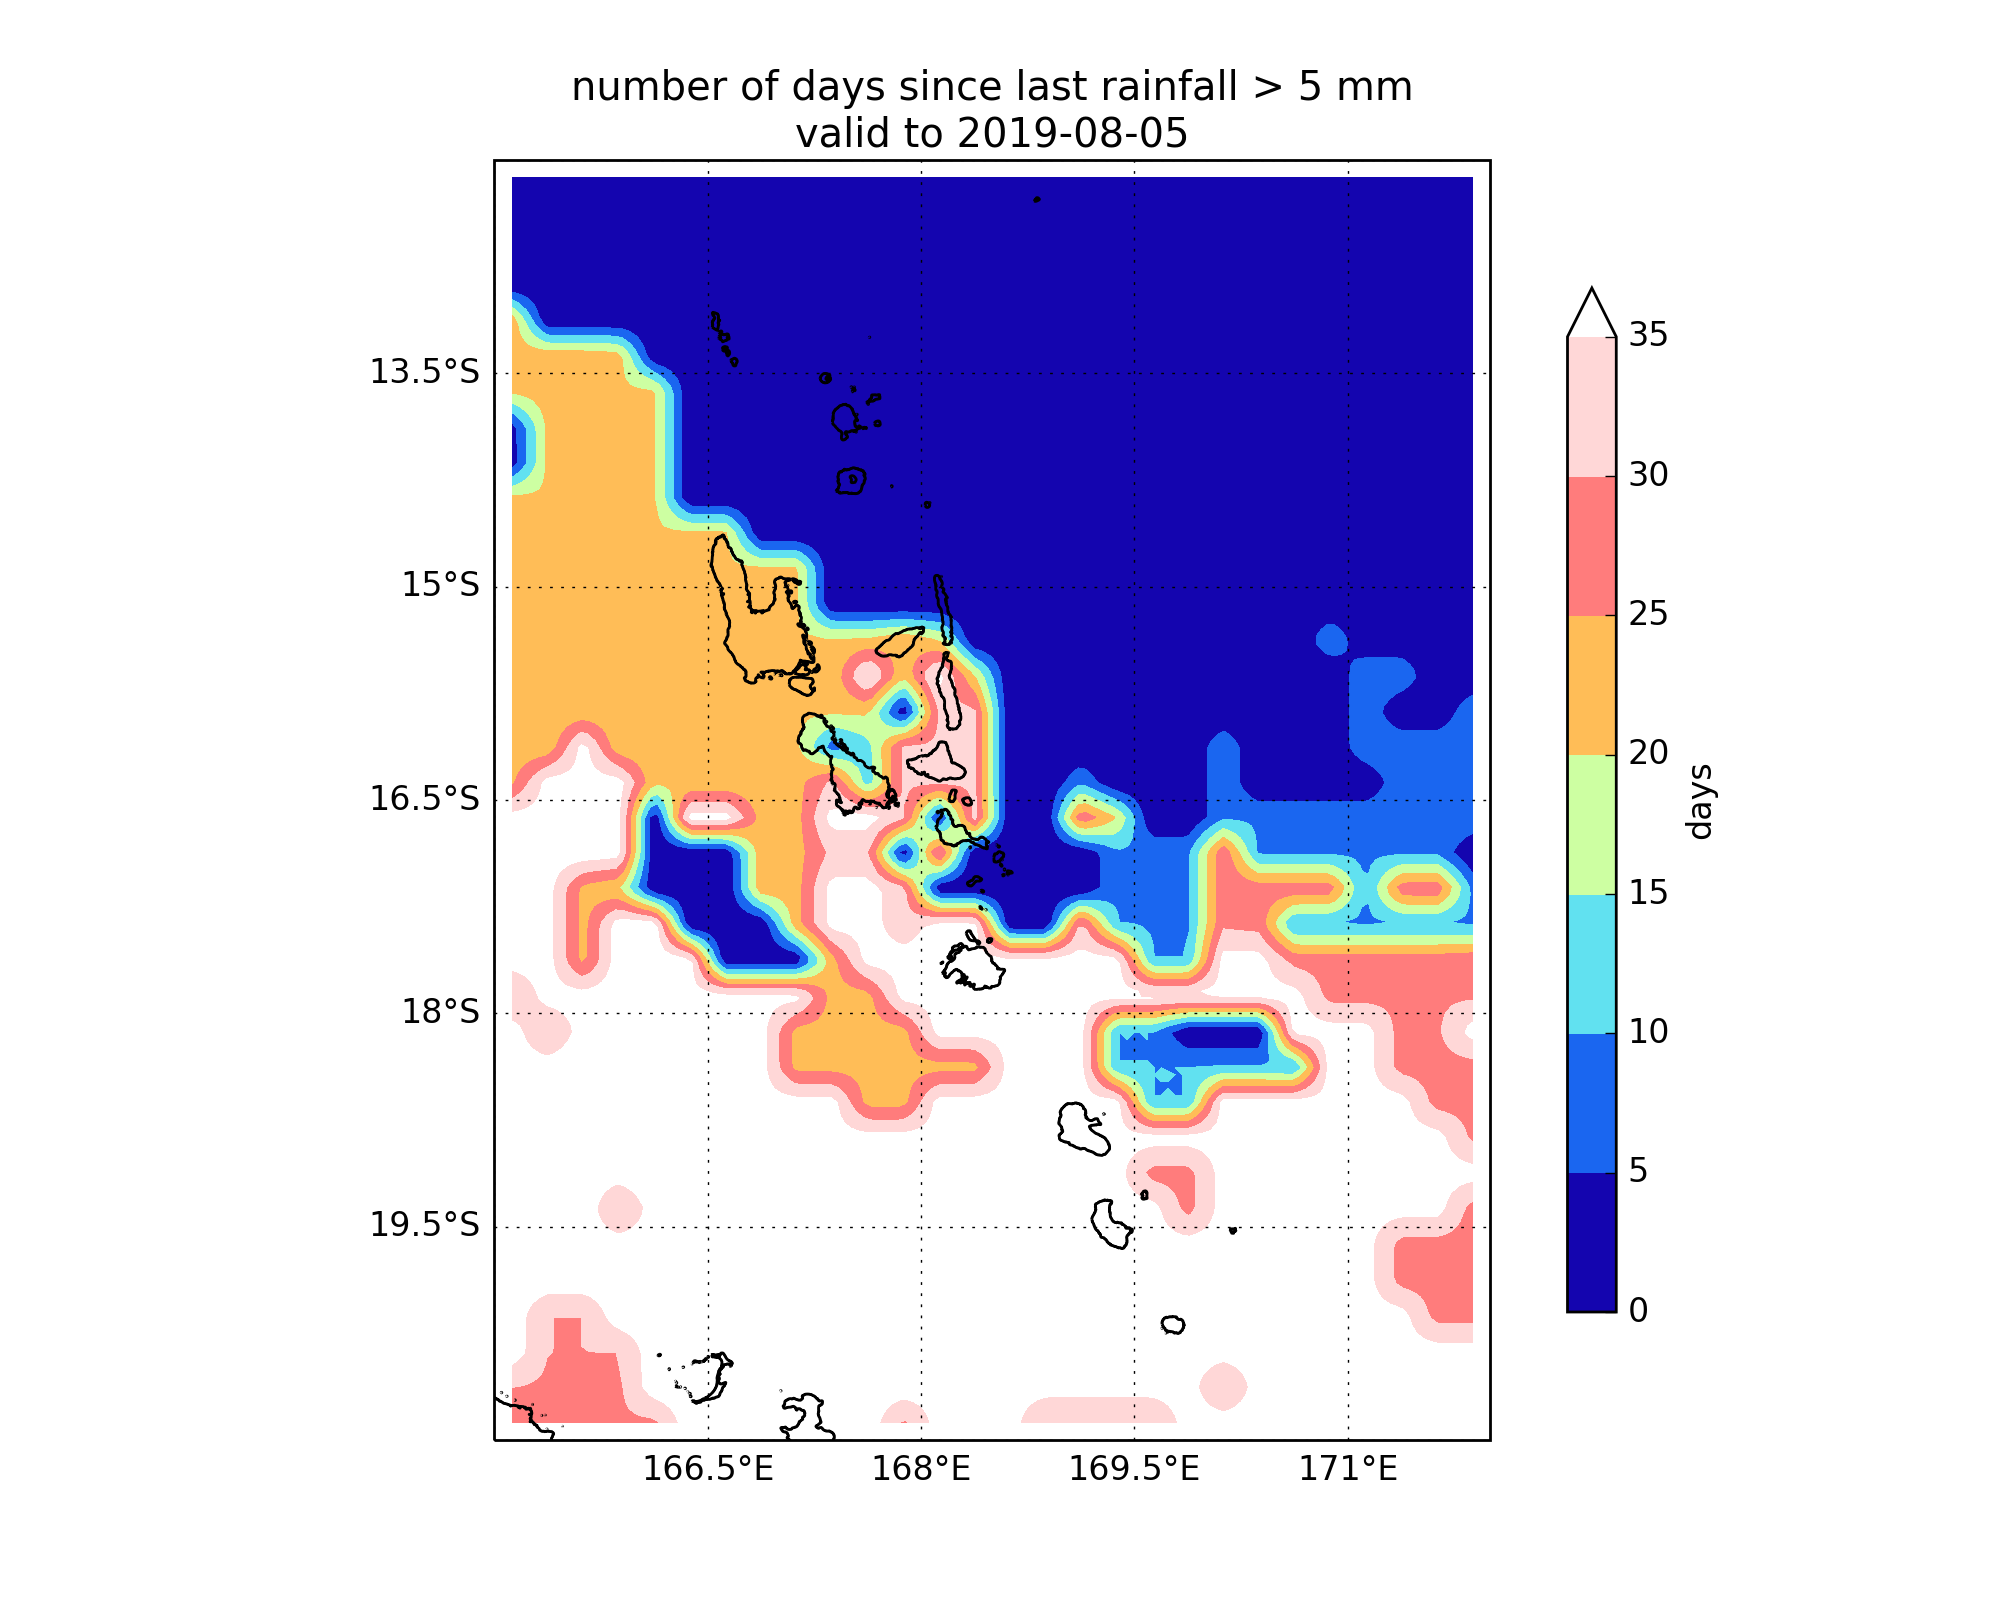 number of days since last rainfall > 5 mm
valid to 2019-08-05
13.5°S
15°S
16.5°S
18°S
19.5°S
166.5°E
168°E
169.5°E
171°E
35
30
25
20
15
10
5
0
days